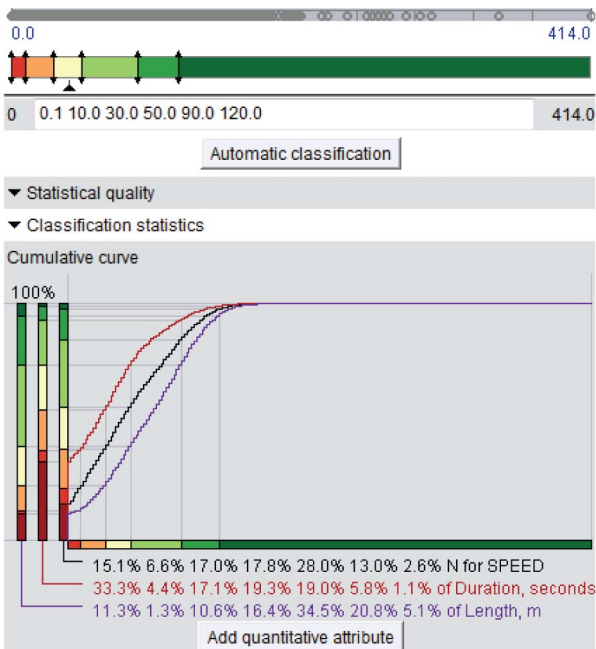 0.0 414.0
0 0.1 10.0 30.0 50.0 90.0 120.0 414.0
Automatic classification
Statistical quality
Classification statistics
Cumulative curve
100%
15.1% 6.6% 17.0% 17.8% 28.0% 13.0% 2.6% N for SPEED
33.3% 4.4% 17.1% 19.3% 19.0% 5.8% 1.1% of Duration, seconds
11.3% 1.3% 10.6% 16.4% 34.5% 20.8% 5.1% of Length, m
Add quantitative attribute